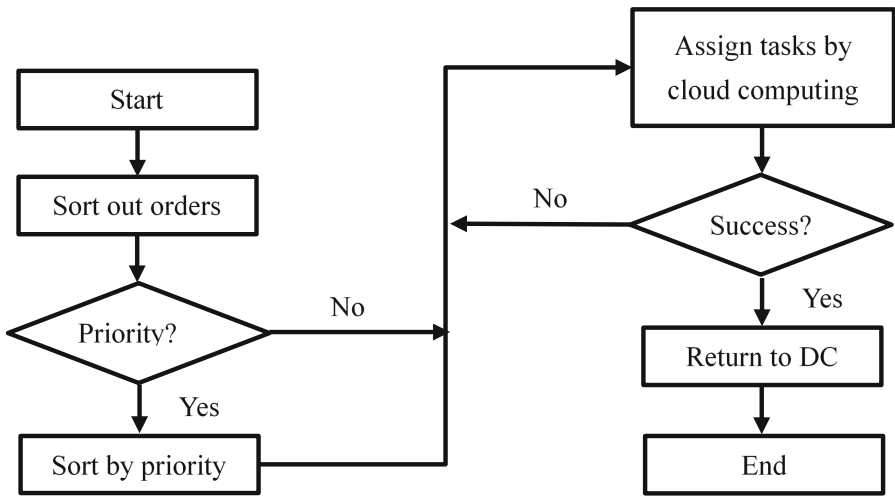 Start
Sort out orders
Priority?
No
Yes
Sort by priority
Assign tasks by
cloud computing
Success?
No
Yes
Return to DC
End